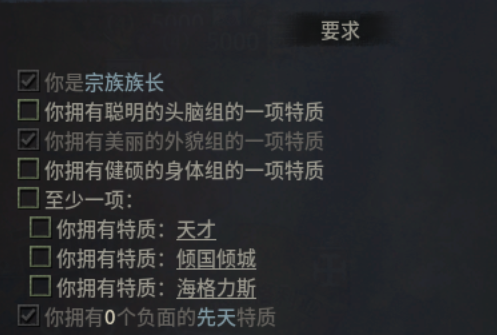 要求
你是宗族族长
你拥有聪明的头脑组的一项特质
你拥有美丽的外貌组的一项特质
你拥有健硕的身体组的一项特质
至少一项：
你拥有特质：天才
你拥有特质：倾国倾城
你拥有特质：海格力斯
你拥有0个负面的先天特质